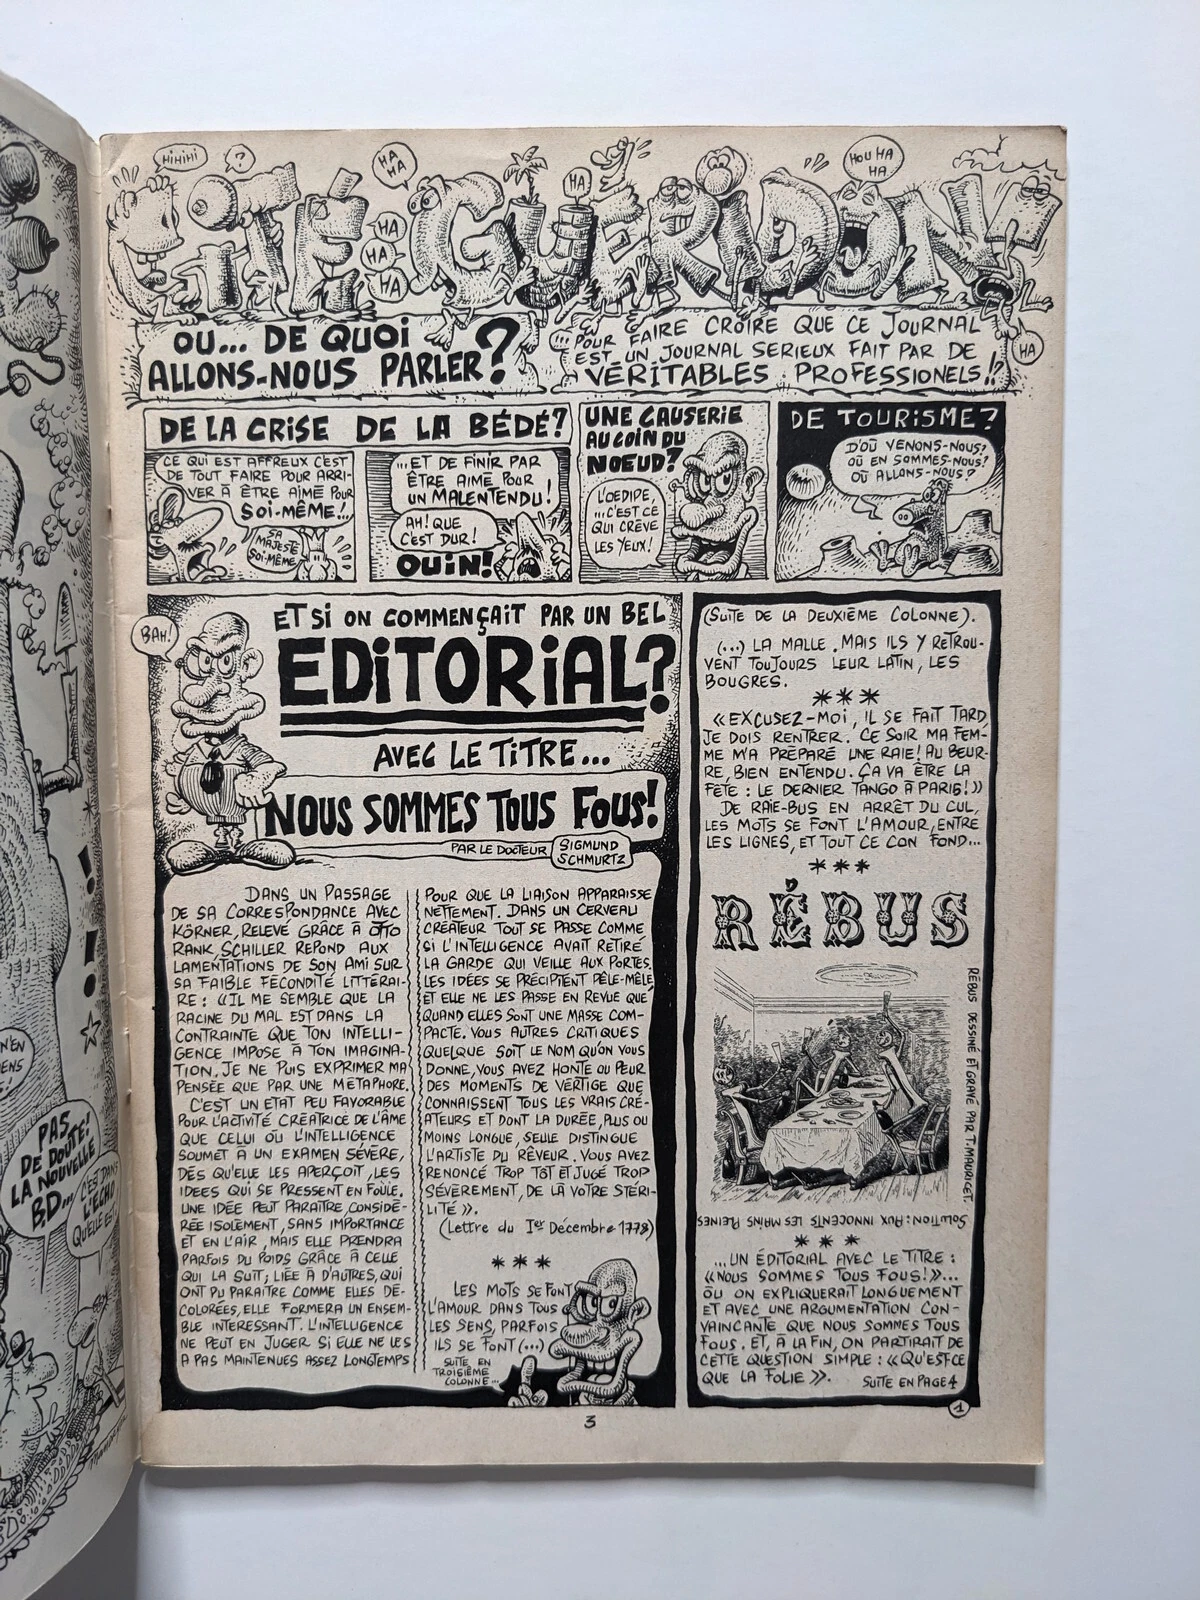 HIHIHI
?
HA
HA
HA
HOU HA
HA
HA
HA
HA
CITÉ GUÉRIDON
OU... DE QUOI
ALLONS-NOUS PARLER?
POUR FAIRE CROIRE QUE CE JOURNAL
EST UN JOURNAL SERIEUX FAIT PAR DE
VÉRITABLES PROFESSIONELS!!
HA
DE LA CRISE DE LA BÉDÉ?
CE QUI EST AFFREUX C'EST
DE TOUT FAIRE POUR ARRI-
VER À ÊTRE AIMÉ POUR
SOI-MÊME!..
SA
MAJESTÉ
SOI-MÊME
...ET DE FINIR PAR
ÊTRE AIMÉ POUR
UN MALENTENDU!
AH! QUE
C'EST DUR!
OUIN!
UNE CAUSERIE
AU COIN DU
NOEUD?
L'OEDIPE,
...C'EST CE
QUI CRÈVE
LES YEUX!
DE TOURISME?
D'OÙ VENONS-NOUS?
OÙ EN SOMMES-NOUS?
OÙ ALLONS-NOUS?
BAH!
ET SI ON COMMENÇAIT PAR UN BEL
EDITORIAL?
AVEC LE TITRE...
NOUS SOMMES TOUS FOUS!
PAR LE DOCTEUR
SIGMUND
SCHMURTZ
DANS UN PASSAGE
DE SA CORRESPONDANCE AVEC
KÖRNER, RELEVÉ GRÂCE À OTTO
RANK SCHILLER REPOND AUX
LAMENTATIONS DE SON AMI SUR
SA FAIBLE FÉCONDITÉ LITTÉRAI-
RE : «IL ME SEMBLE QUE LA
RACINE DU MAL EST DANS LA
CONTRAINTE QUE TON INTELLI-
GENCE IMPOSE À TON IMAGINA-
TION. JE NE PUIS EXPRIMER MA
PENSÉE QUE PAR UNE MÉTAPHORE.
C'EST UN ETAT PEU FAVORABLE
POUR L'ACTIVITÉ CRÉATRICE DE L'ÂME
QUE CELUI OÙ L'INTELLIGENCE
SOUMET A UN EXAMEN SÉVÈRE,
DÈS QU'ELLE LES APERÇOIT, LES
IDEES QUI SE PRESSENT EN FOULE.
UNE IDÉE PEUT PARAITRE, CONSIDÉ-
RÉE ISOLÉMENT, SANS IMPORTANCE
ET EN L'AIR, MAIS ELLE PRENDRA
PARFOIS DU POIDS GRÂCE À CELLE
QUI LA SUIT; LIÉE À D'AUTRES, QUI
ONT DU PARAITRE COMME ELLES DÉ-
COLORÉES, ELLE FORMERA UN ENSEM-
BLE INTERESSANT. L'INTELLIGENCE
NE PEUT EN JUGER SI ELLE NE LES
A PAS MAINTENUES ASSEZ LONGTEMPS
POUR QUE LA LIAISON APPARAISSE
NETTEMENT. DANS UN CERVEAU
CRÉATEUR TOUT SE PASSE COMME
SI L'INTELLIGENCE AVAIT RETIRÉ
LA GARDE QUI VEILLE AUX PORTES.
LES IDÉES SE PRÉCIPITENT PÊLE-MÊLE
ET ELLE NE LES PASSE EN REVUE QUE
QUAND ELLES SONT UNE MASSE COM-
PACTE. VOUS AUTRES CRITIQUES
QUELQUE SOIT LE NOM QU'ON VOUS
DONNE, VOUS AVEZ HONTE OU PEUR
DES MOMENTS DE VERTIGE QUE
CONNAISSENT TOUS LES VRAIS CRÉ-
ATEURS ET DONT LA DURÉE, PLUS OU
MOINS LONGUE, SEULE DISTINGUE
L'ARTISTE DU RÊVEUR. VOUS AVEZ
RENONCÉ TROP TÔT ET JUGÉ TROP
SÉVÈREMENT, DE LÀ VOTRE STÉRI-
LITÉ».
(Lettre du 1er Décembre 1778)
***
LES MOTS SE FONT
L'AMOUR DANS TOUS
LES SENS, PARFOIS
ILS SE FONT (...)
SUITE EN
TROISIÈME
COLONNE...
(SUITE DE LA DEUXIÈME COLONNE).
(...) LA MALLE. MAIS ILS Y RETROU-
VENT TOUJOURS LEUR LATIN, LES
BOUGRES.
***
«EXCUSEZ-MOI, IL SE FAIT TARD,
JE DOIS RENTRER. CE SOIR MA FEM-
ME M'A PRÉPARÉ UNE RAIE! AU BEUR-
RE, BIEN ENTENDU. ÇA VA ÊTRE LA
FÊTE : LE DERNIER TANGO À PARIS!»
DE RAIE-BUS EN ARRÊT DU CUL,
LES MOTS SE FONT L'AMOUR, ENTRE
LES LIGNES, ET TOUT CE CON FOND...
***
RÉBUS
RÉBUS DESSINÉ ET GRAVÉ PAR T. MAURICET.
SOLUTION: AUX INNOCENTS LES MAINS PLEINES
***
...UN ÉDITORIAL AVEC LE TITRE :
«NOUS SOMMES TOUS FOUS!»...
OÙ ON EXPLIQUERAIT LONGUEMENT
ET AVEC UNE ARGUMENTATION CON-
VAINCANTE QUE NOUS SOMMES TOUS
FOUS. ET, À LA FIN, ON PARTIRAIT DE
CETTE QUESTION SIMPLE : «QU'EST-CE
QUE LA FOLIE».
SUITE EN PAGE 4
1
3
PAS
DE DOUTE!
LA NOUVELLE
B.D...
C'EST DANS
L'ECHO
QU'ELLE EST.